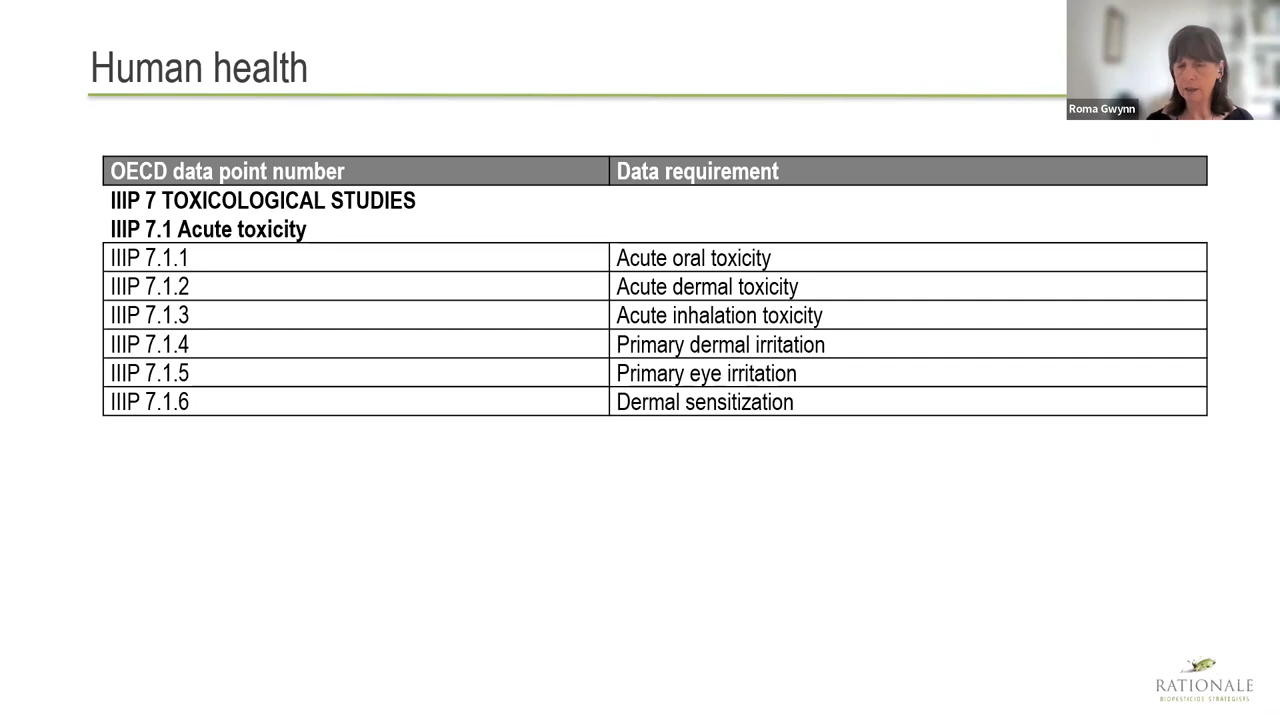 Human health
Roma Gwynn
OECD data point number Data requirement
IIIP 7 TOXICOLOGICAL STUDIES
IIIP 7.1 Acute toxicity
IIIP 7.1.1 Acute oral toxicity
IIIP 7.1.2 Acute dermal toxicity
IIIP 7.1.3 Acute inhalation toxicity
IIIP 7.1.4 Primary dermal irritation
IIIP 7.1.5 Primary eye irritation
IIIP 7.1.6 Dermal sensitization
RATIONALE
BIOPESTICIDE STRATEGISTS